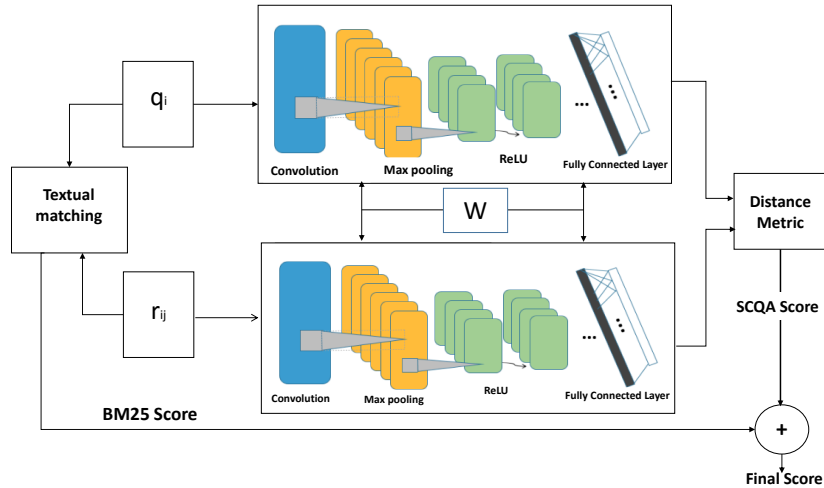 qi
Convolution
Max pooling
ReLU
...
Fully Connected Layer
Textual
matching
W
Distance
Metric
rij
Convolution
Max pooling
ReLU
...
Fully Connected Layer
SCQA Score
BM25 Score
+
Final Score